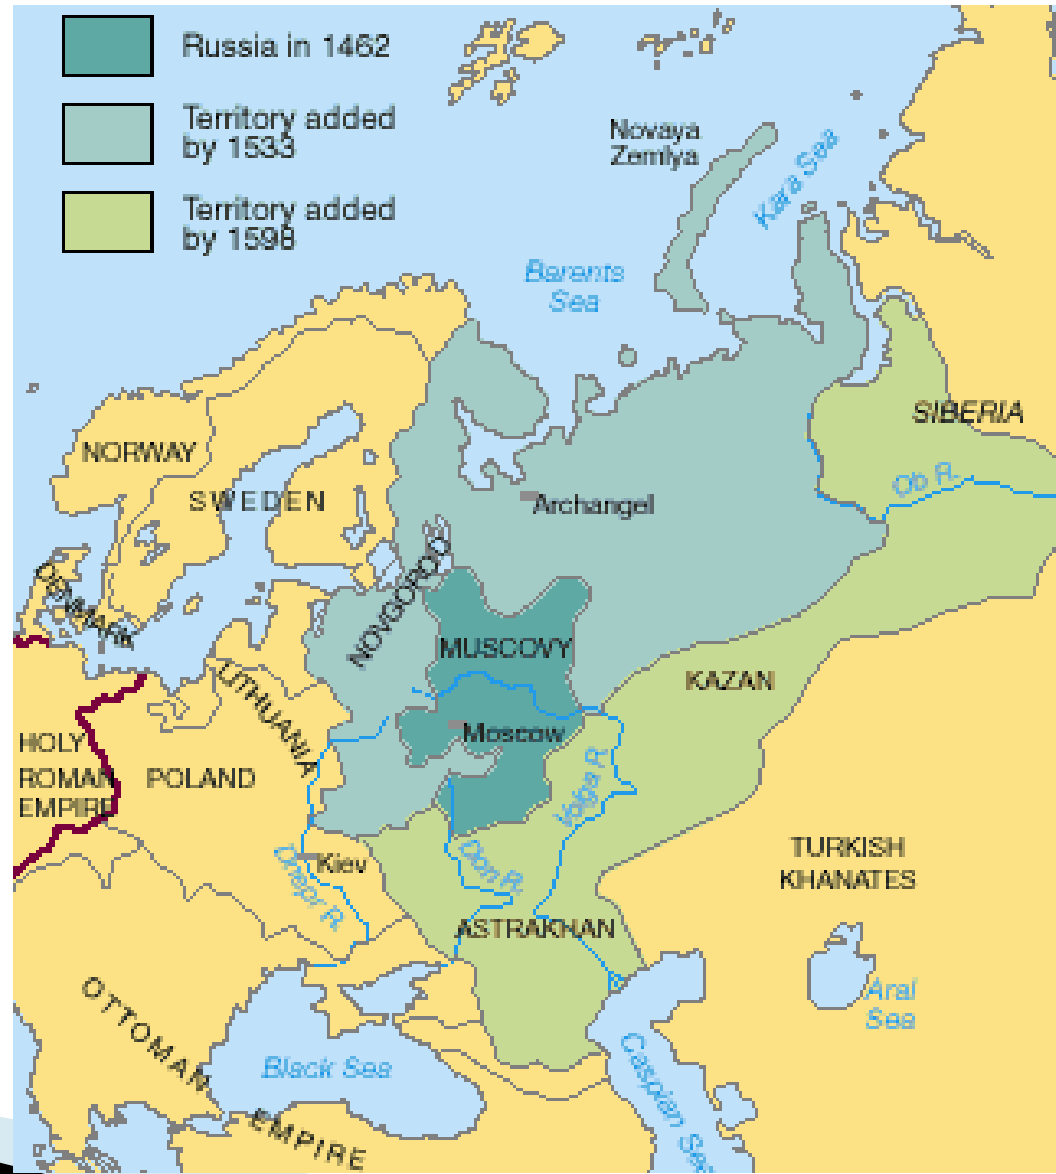 Russia in 1462
Territory added
by 1533
Territory added
by 1598
Novaya
Zemlya
Kara Sea
Barents
Sea
SIBERIA
NORWAY
Ob R.
SWEDEN
Archangel
DENMARK
NOVGOROD
MUSCOVY
LITHUANIA
KAZAN
Moscow
HOLY
ROMAN
EMPIRE
POLAND
Volga R.
TURKISH
KHANATES
Kiev
Dnepr R.
Don R.
ASTRAKHAN
OTTOMAN
EMPIRE
Aral
Sea
Black Sea
Caspian Sea